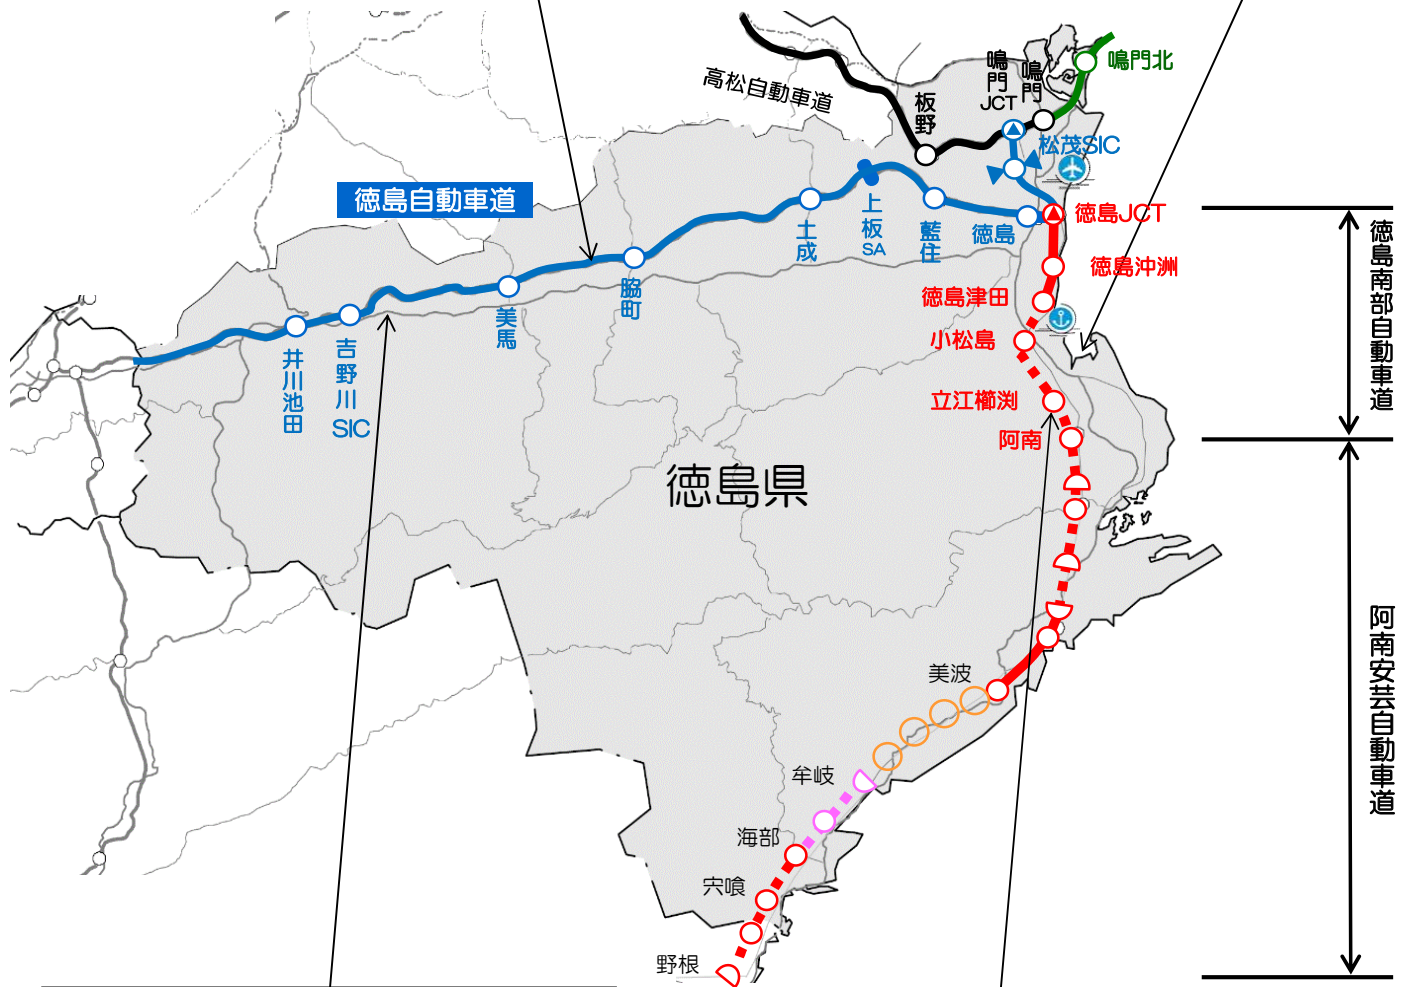 高松自動車道
板野
鳴門JCT
鳴門
鳴門北
松茂SIC
徳島自動車道
土成
上板SA
藍住
徳島
徳島JCT
徳島沖洲
徳島津田
小松島
立江櫛渕
阿南
脇町
美馬
吉野川SIC
井川池田
徳島県
徳島南部自動車道
阿南安芸自動車道
美波
牟岐
海部
宍喰
野根